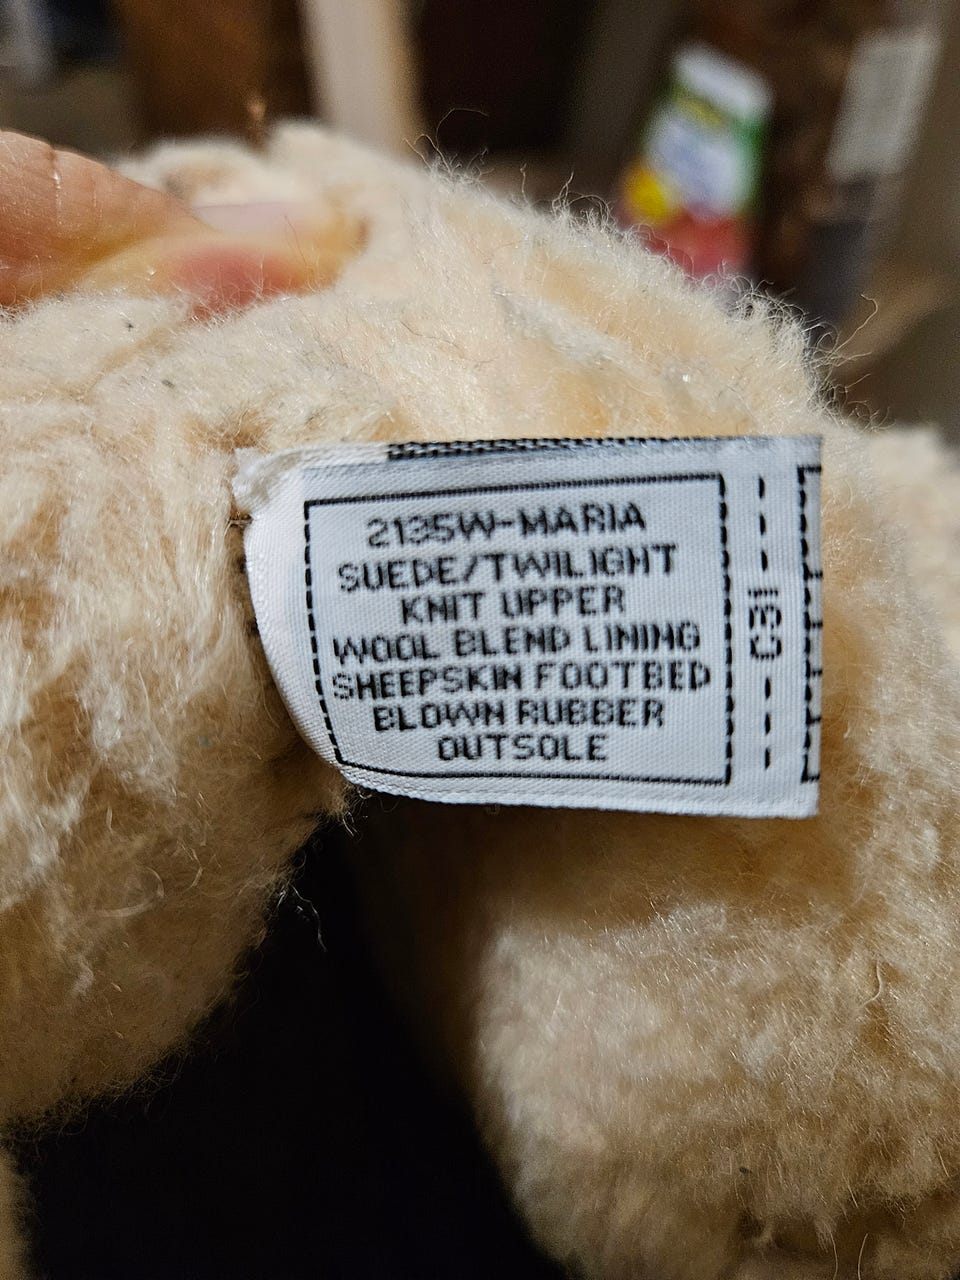 2135W-MARIA
SUEDE/TWILIGHT
KNIT UPPER
WOOL BLEND LINING
SHEEPSKIN FOOTBED
BLOWN RUBBER
OUTSOLE